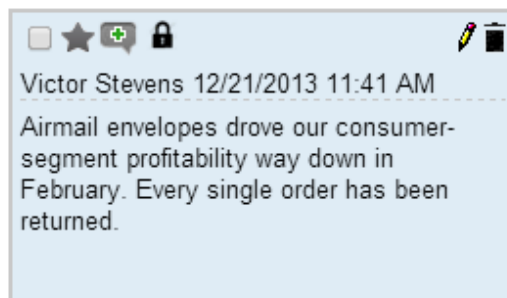 Victor Stevens 12/21/2013 11:41 AM
Airmail envelopes drove our consumer-
segment profitability way down in
February. Every single order has been
returned.